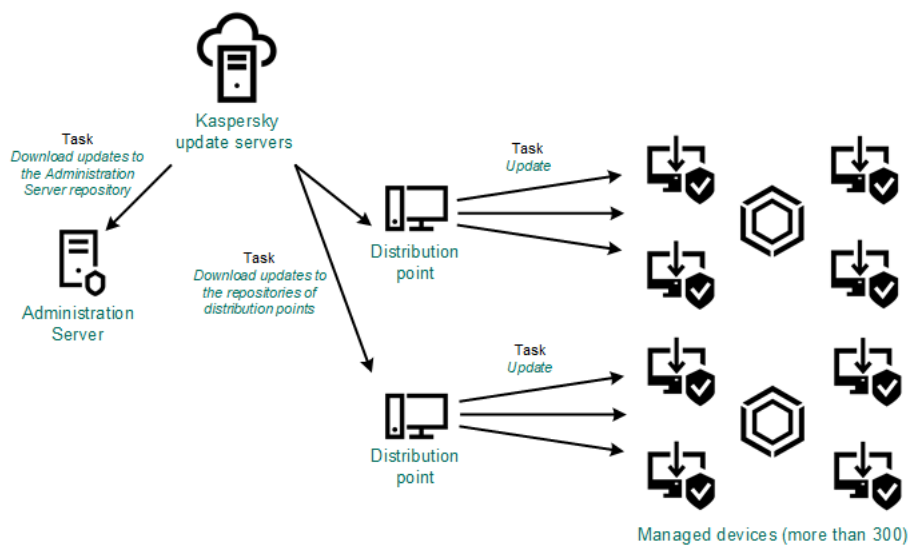 Kaspersky
update servers
Task
Download updates to
the Administration
Server repository
Administration
Server
Task
Download updates to
the repositories of
distribution points
Distribution
point
Task
Update
Distribution
point
Task
Update
Managed devices (more than 300)